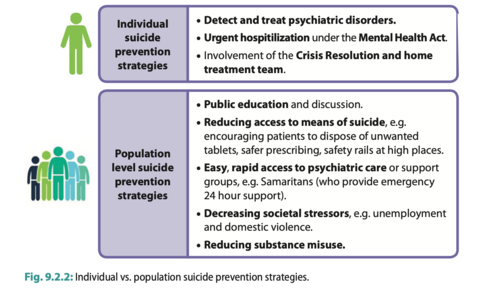 Individual
suicide
prevention
strategies
• Detect and treat psychiatric disorders.
• Urgent hospitilization under the Mental Health Act.
• Involvement of the Crisis Resolution and home
treatment team.
Population
level suicide
prevention
strategies
• Public education and discussion.
• Reducing access to means of suicide, e.g.
encouraging patients to dispose of unwanted
tablets, safer prescribing, safety rails at high places.
• Easy, rapid access to psychiatric care or support
groups, e.g. Samaritans (who provide emergency
24 hour support).
• Decreasing societal stressors, e.g. unemployment
and domestic violence.
• Reducing substance misuse.
Fig. 9.2.2: Individual vs. population suicide prevention strategies.